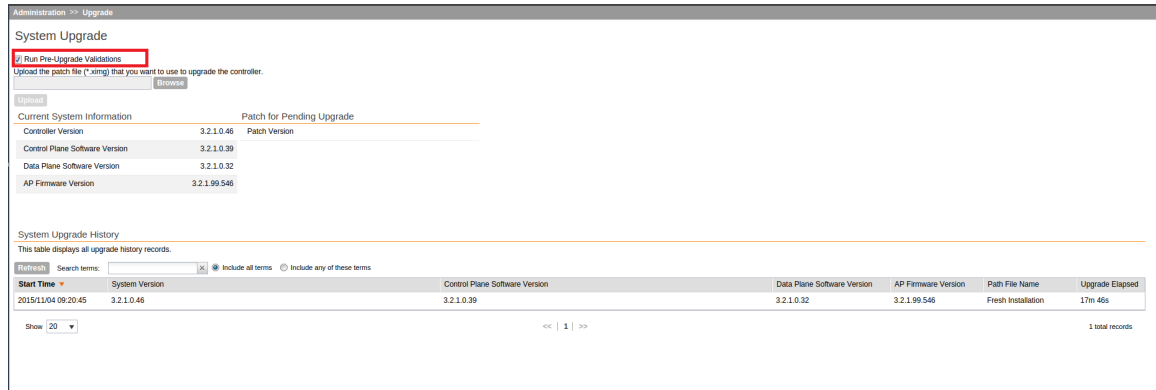 Administration >> Upgrade
System Upgrade
Run Pre-Upgrade Validations
Upload the patch file (*.ximg) that you want to use to upgrade the controller.
Browse
Upload
Current System Information Patch for Pending Upgrade
Controller Version 3.2.1.0.46 Patch Version
Control Plane Software Version 3.2.1.0.39
Data Plane Software Version 3.2.1.0.32
AP Firmware Version 3.2.1.99.546
System Upgrade History
This table displays all upgrade history records.
Refresh Search terms: x Include all terms Include any of these terms
Start Time System Version Control Plane Software Version Data Plane Software Version AP Firmware Version Path File Name Upgrade Elapsed
2015/11/04 09:20:45 3.2.1.0.46 3.2.1.0.39 3.2.1.0.32 3.2.1.99.546 Fresh Installation 17m 46s
Show 20 << | 1 | >> 1 total records